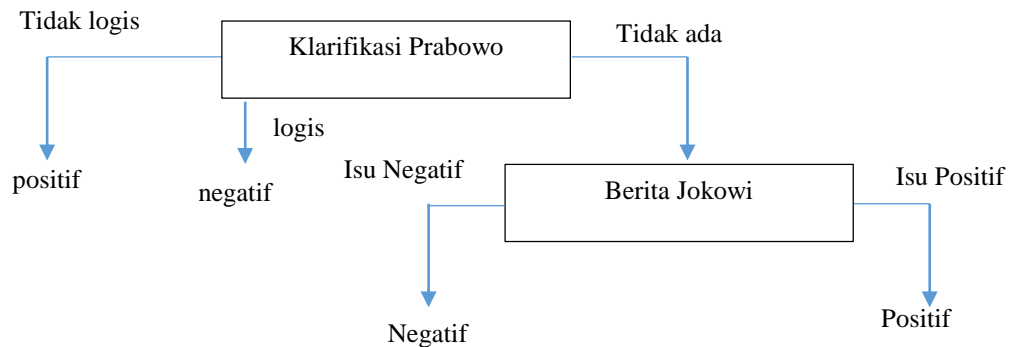 Tidak logis
Klarifikasi Prabowo
Tidak ada
logis
positif
negatif
Isu Negatif
Berita Jokowi
Isu Positif
Negatif
Positif